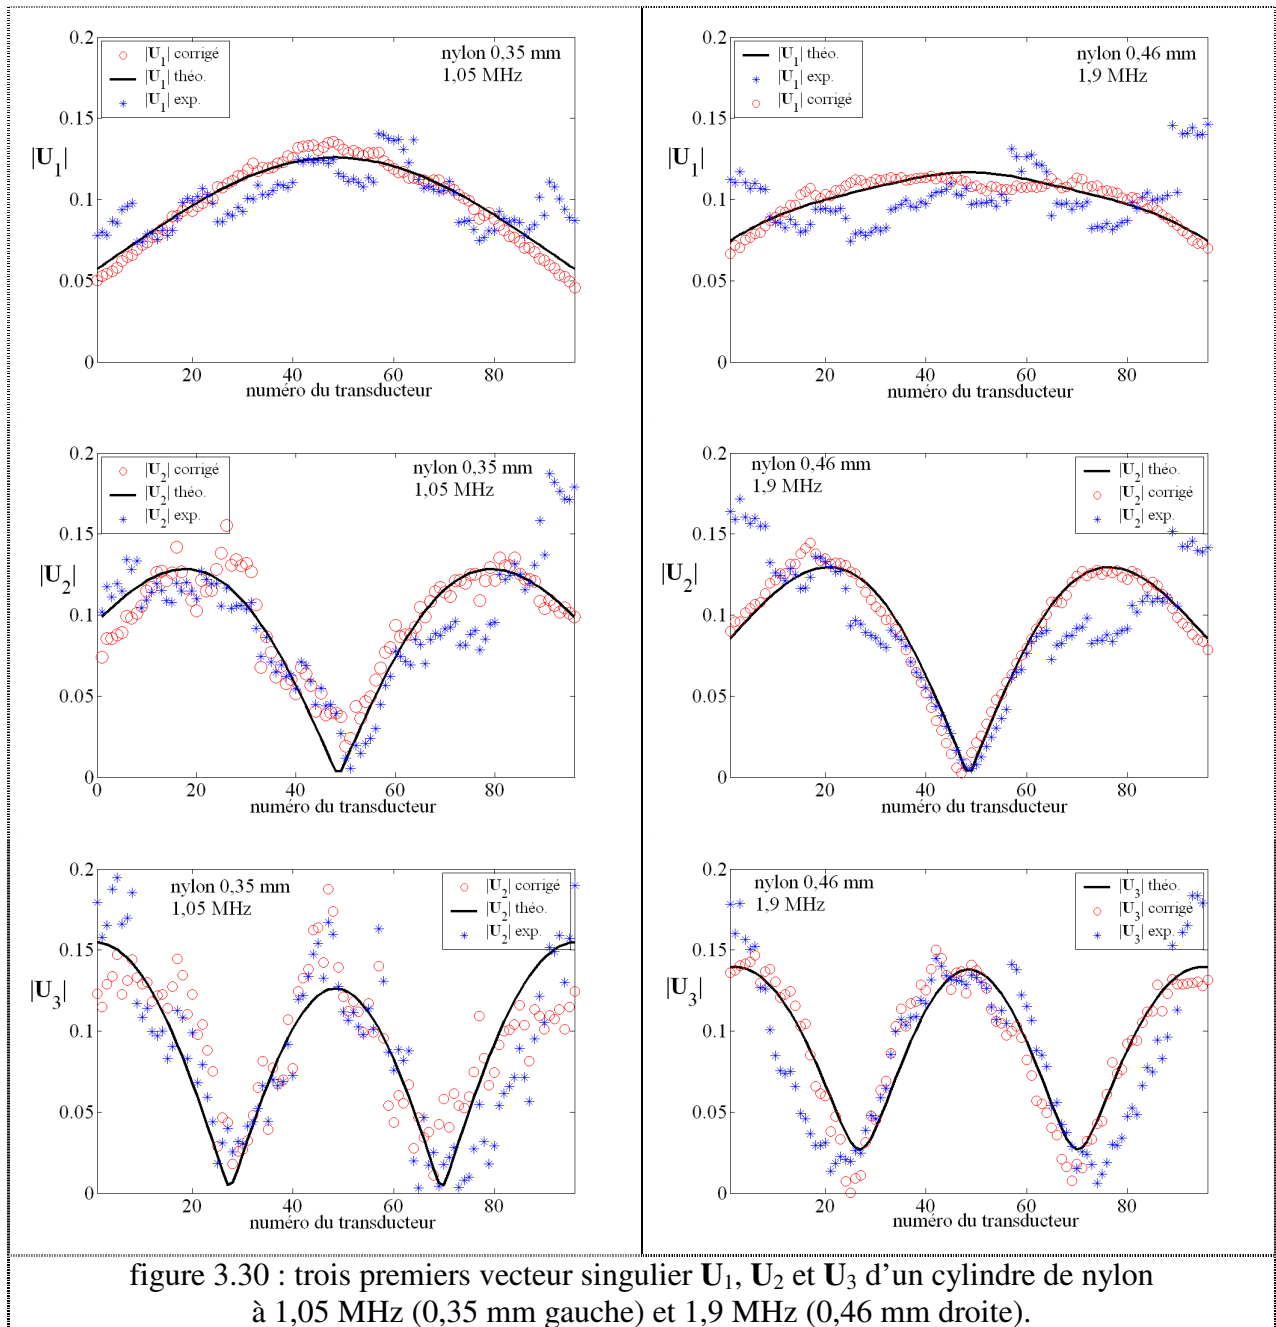 0.2
|U1| corrigé
|U1| théo.
|U1| exp.
nylon 0,35 mm
1,05 MHz
0.15
|U1|
0.1
0.05
0
20 40 60 80
numéro du transducteur
0.2
|U1| théo.
|U1| exp.
|U1| corrigé
nylon 0,46 mm
1,9 MHz
0.15
|U1|
0.1
0.05
0
20 40 60 80
numéro du transducteur
0.2
|U2| corrigé
|U2| théo.
|U2| exp.
nylon 0,35 mm
1,05 MHz
0.15
|U2|
0.1
0.05
0
0 20 40 60 80
numéro du transducteur
0.2
nylon 0,46 mm
1,9 MHz
|U2| théo.
|U2| corrigé
|U2| exp.
0.15
|U2|
0.1
0.05
0
20 40 60 80
numéro du transducteur
0.2
nylon 0,35 mm
1,05 MHz
|U2| corrigé
|U2| théo.
|U2| exp.
0.15
|U3|
0.1
0.05
0
20 40 60 80
numéro du transducteur
0.2
nylon 0,46 mm
1,9 MHz
|U3| théo.
|U3| corrigé
|U3| exp.
0.15
|U3|
0.1
0.05
0
20 40 60 80
numéro du transducteur
figure 3.30 : trois premiers vecteur singulier U1, U2 et U3 d'un cylindre de nylon
à 1,05 MHz (0,35 mm gauche) et 1,9 MHz (0,46 mm droite).